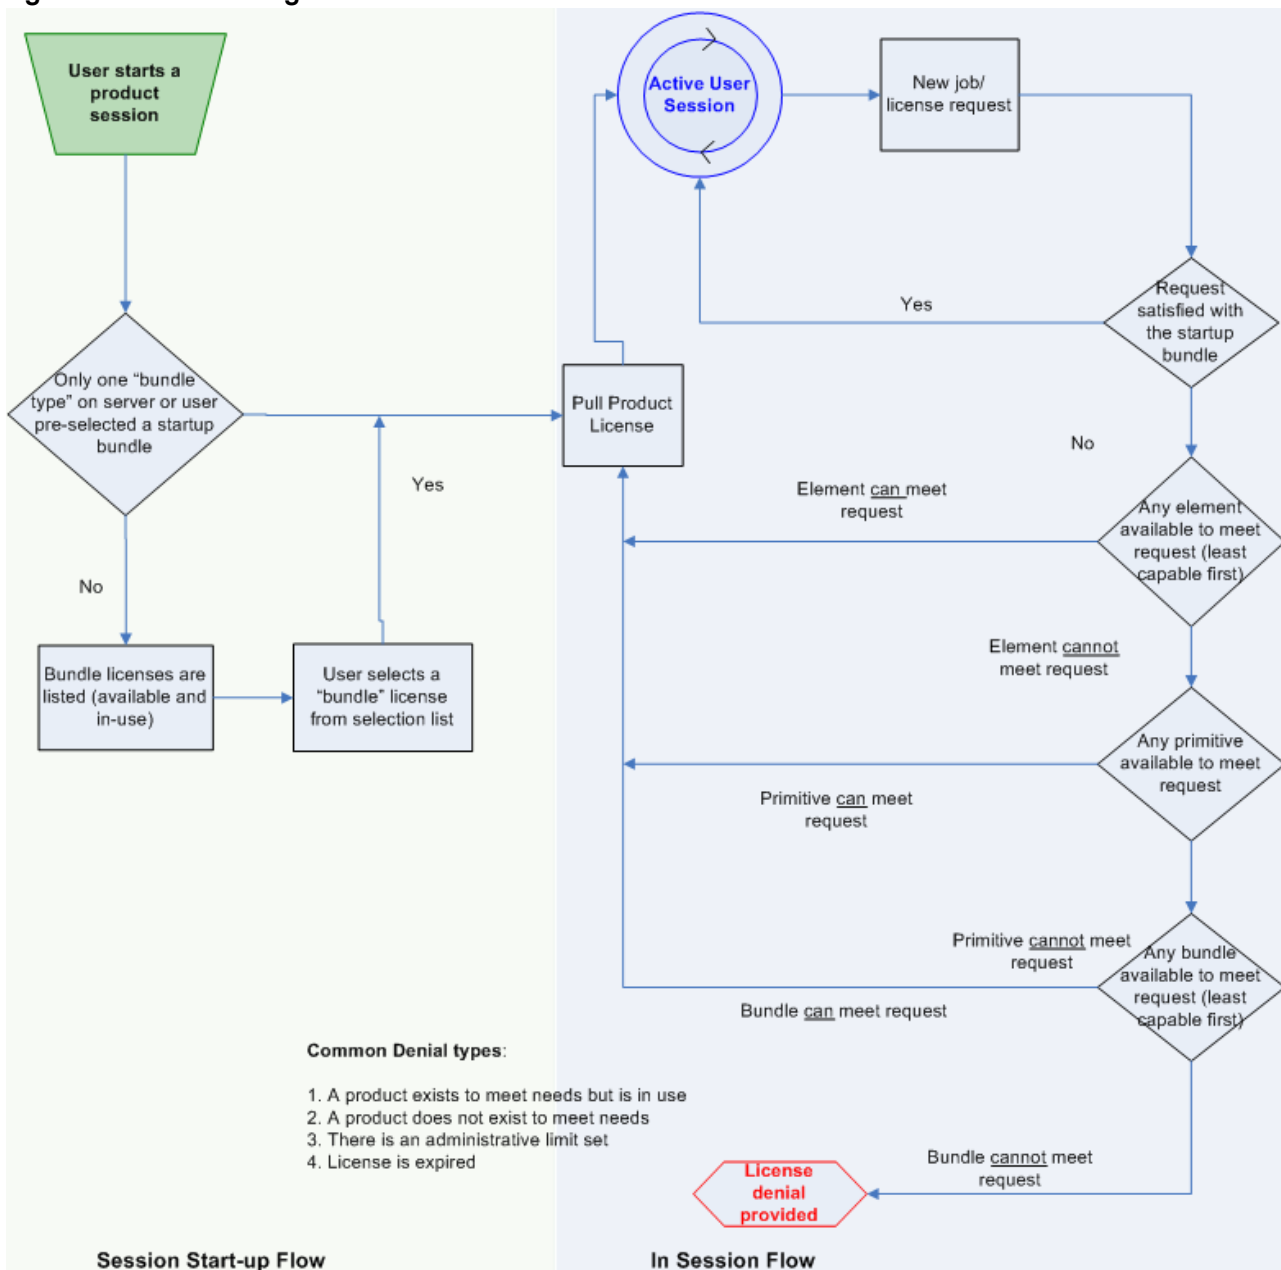 User starts a
product
session
Active User
Session
New job/
license request
Request
satisfied with
the startup
bundle
Yes
Only one “bundle
type” on server or user
pre-selected a startup
bundle
Pull Product
License
No
Yes
Element can meet
request
Any element
available to meet
request (least
capable first)
No
Element cannot
meet request
Bundle licenses are
listed (available and
in-use)
User selects a
“bundle” license
from selection list
Any primitive
available to meet
request
Primitive can meet
request
Primitive cannot meet
request
Any bundle
available to meet
request (least
capable first)
Bundle can meet request
Common Denial types:
1. A product exists to meet needs but is in use
2. A product does not exist to meet needs
3. There is an administrative limit set
4. License is expired
Bundle cannot meet
request
License
denial
provided
Session Start-up Flow
In Session Flow